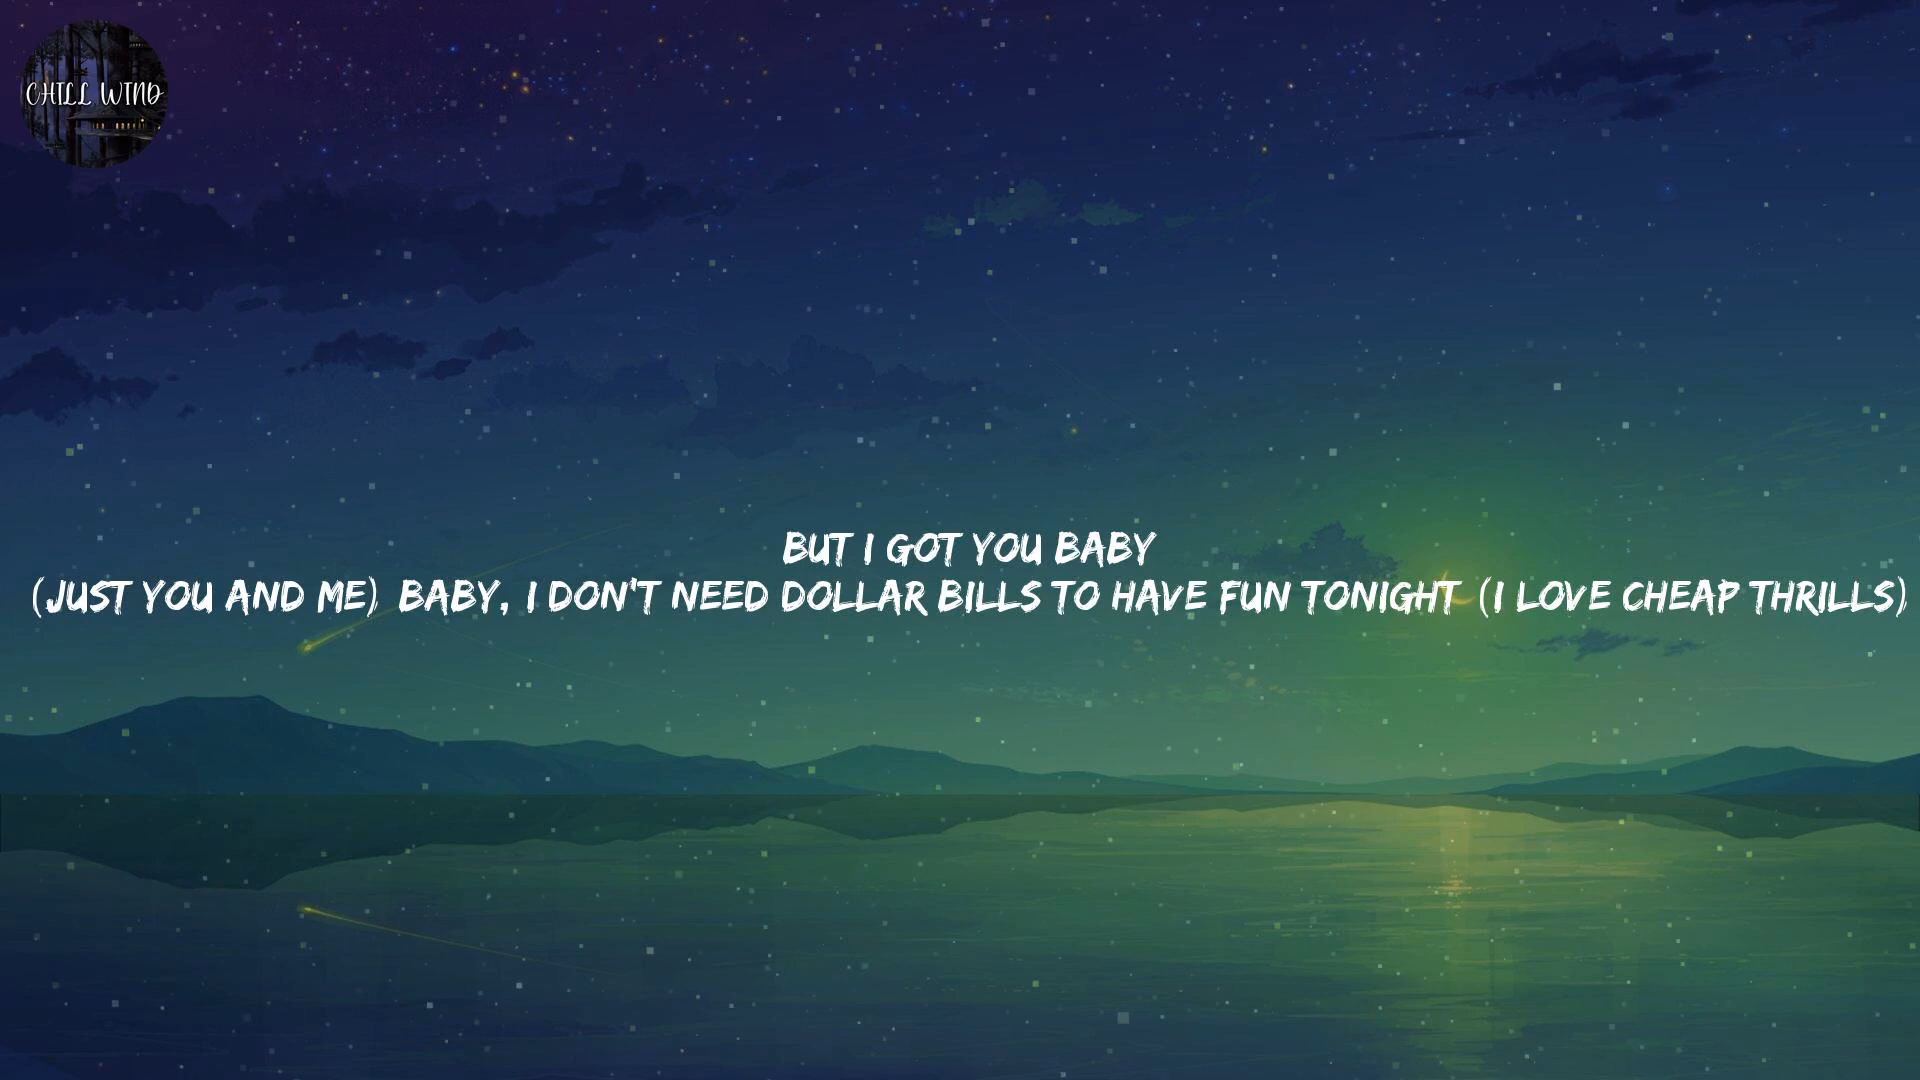 CHILL WIND
BUT I GOT YOU BABY
(JUST YOU AND ME) BABY, I DON'T NEED DOLLAR BILLS TO HAVE FUN TONIGHT (I LOVE CHEAP THRILLS)